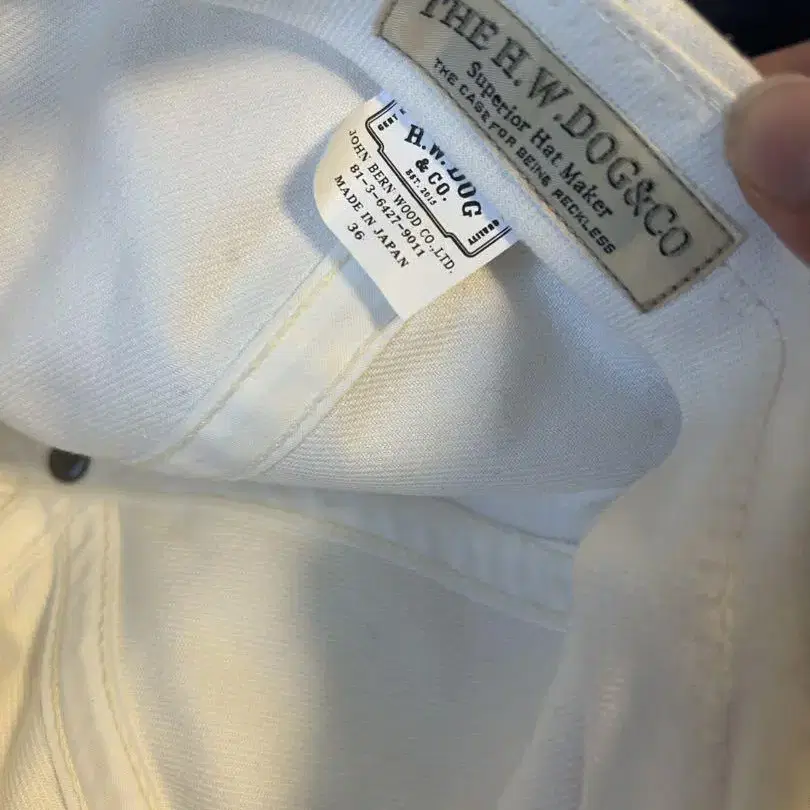 THE H.W.DOG&CO
Superior Hat Maker
THE CASE FOR BEING RECKLESS
H.W.DOG
& CO.
EST. 2015
QUALITY
JOHN BERN WOOD CO.,LTD.
81-3-6427-9011
MADE IN JAPAN
36